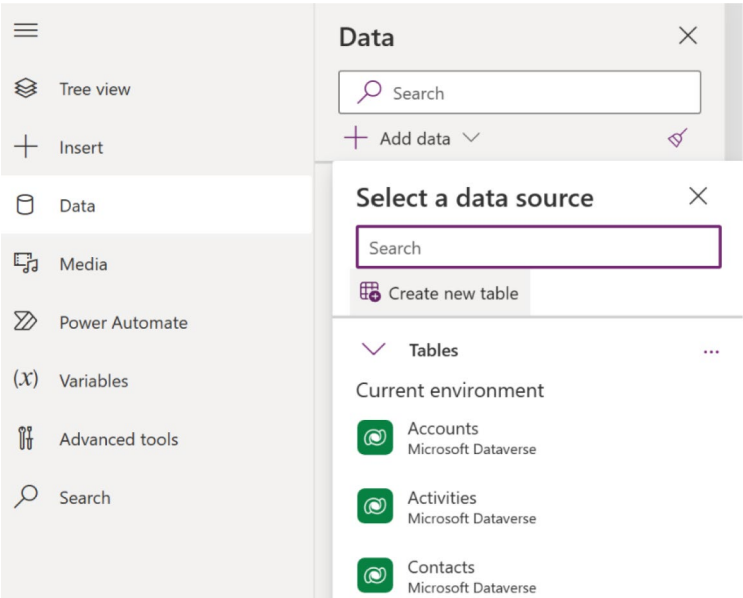 Tree view
Insert
Data
Media
Power Automate
(x) Variables
Advanced tools
Search
Data
Search
Add data
Select a data source
Search
Create new table
Tables
Current environment
Accounts
Microsoft Dataverse
Activities
Microsoft Dataverse
Contacts
Microsoft Dataverse